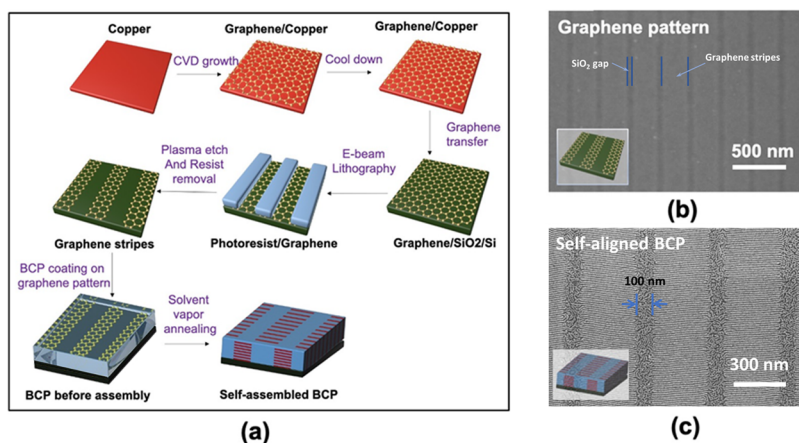 Copper
Graphene/Copper
Graphene/Copper
CVD growth
Cool down
Graphene
transfer
Plasma etch
And Resist
removal
E-beam
Lithography
Graphene stripes
Photoresist/Graphene
Graphene/SiO2/Si
BCP coating on
graphene pattern
Solvent
vapor
annealing
BCP before assembly
Self-assembled BCP
(a)
Graphene pattern
SiO₂ gap
Graphene stripes
500 nm
(b)
Self-aligned BCP
100 nm
300 nm
(c)